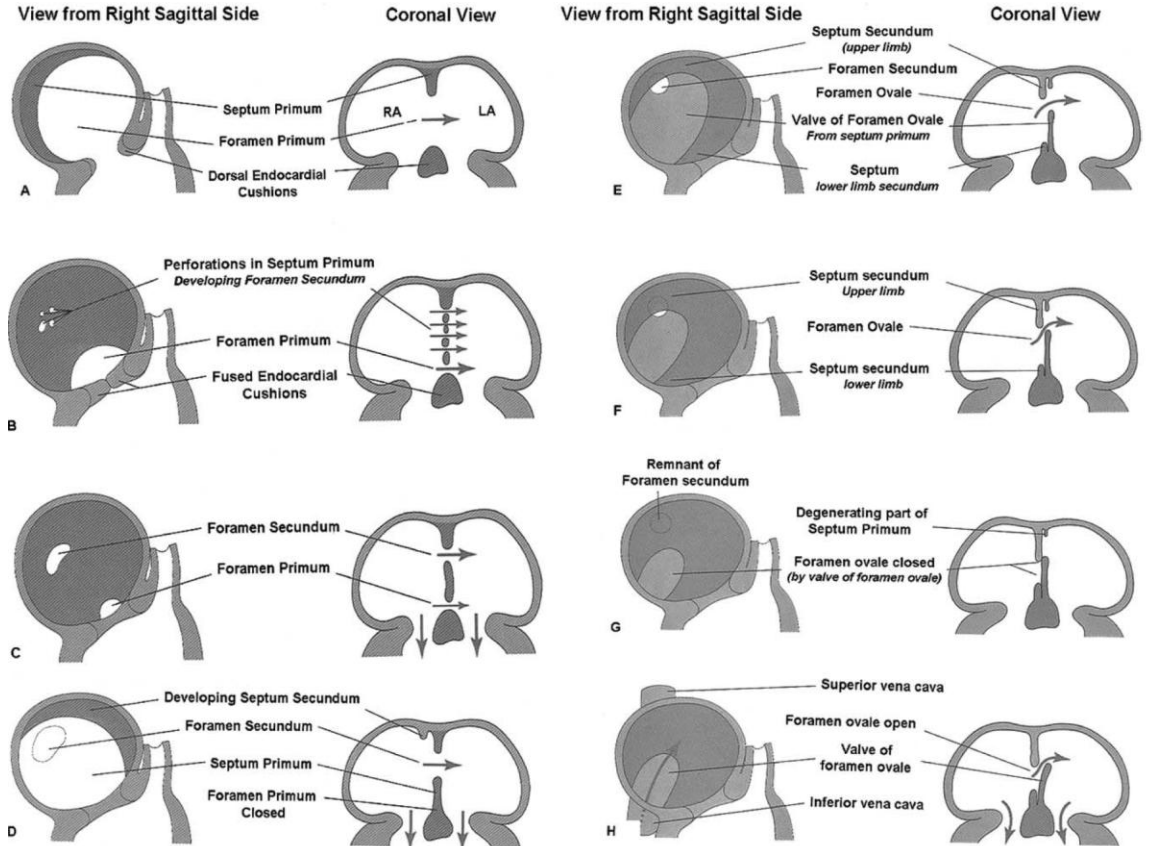 View from Right Sagittal Side
Coronal View
Septum Primum
RA
LA
Foramen Primum
Dorsal Endocardial
Cushions
A
Perforations in Septum Primum
Developing Foramen Secundum
Foramen Primum
Fused Endocardial
Cushions
B
Foramen Secundum
Foramen Primum
C
Developing Septum Secundum
Foramen Secundum
Septum Primum
Foramen Primum
Closed
D
View from Right Sagittal Side
Coronal View
Septum Secundum
(upper limb)
Foramen Secundum
Foramen Ovale
Valve of Foramen Ovale
From septum primum
Septum
lower limb secundum
E
Septum secundum
Upper limb
Foramen Ovale
Septum secundum
lower limb
F
Remnant of
Foramen secundum
Degenerating part of
Septum Primum
Foramen ovale closed
(by valve of foramen ovale)
G
Superior vena cava
Foramen ovale open
Valve of
foramen ovale
Inferior vena cava
H